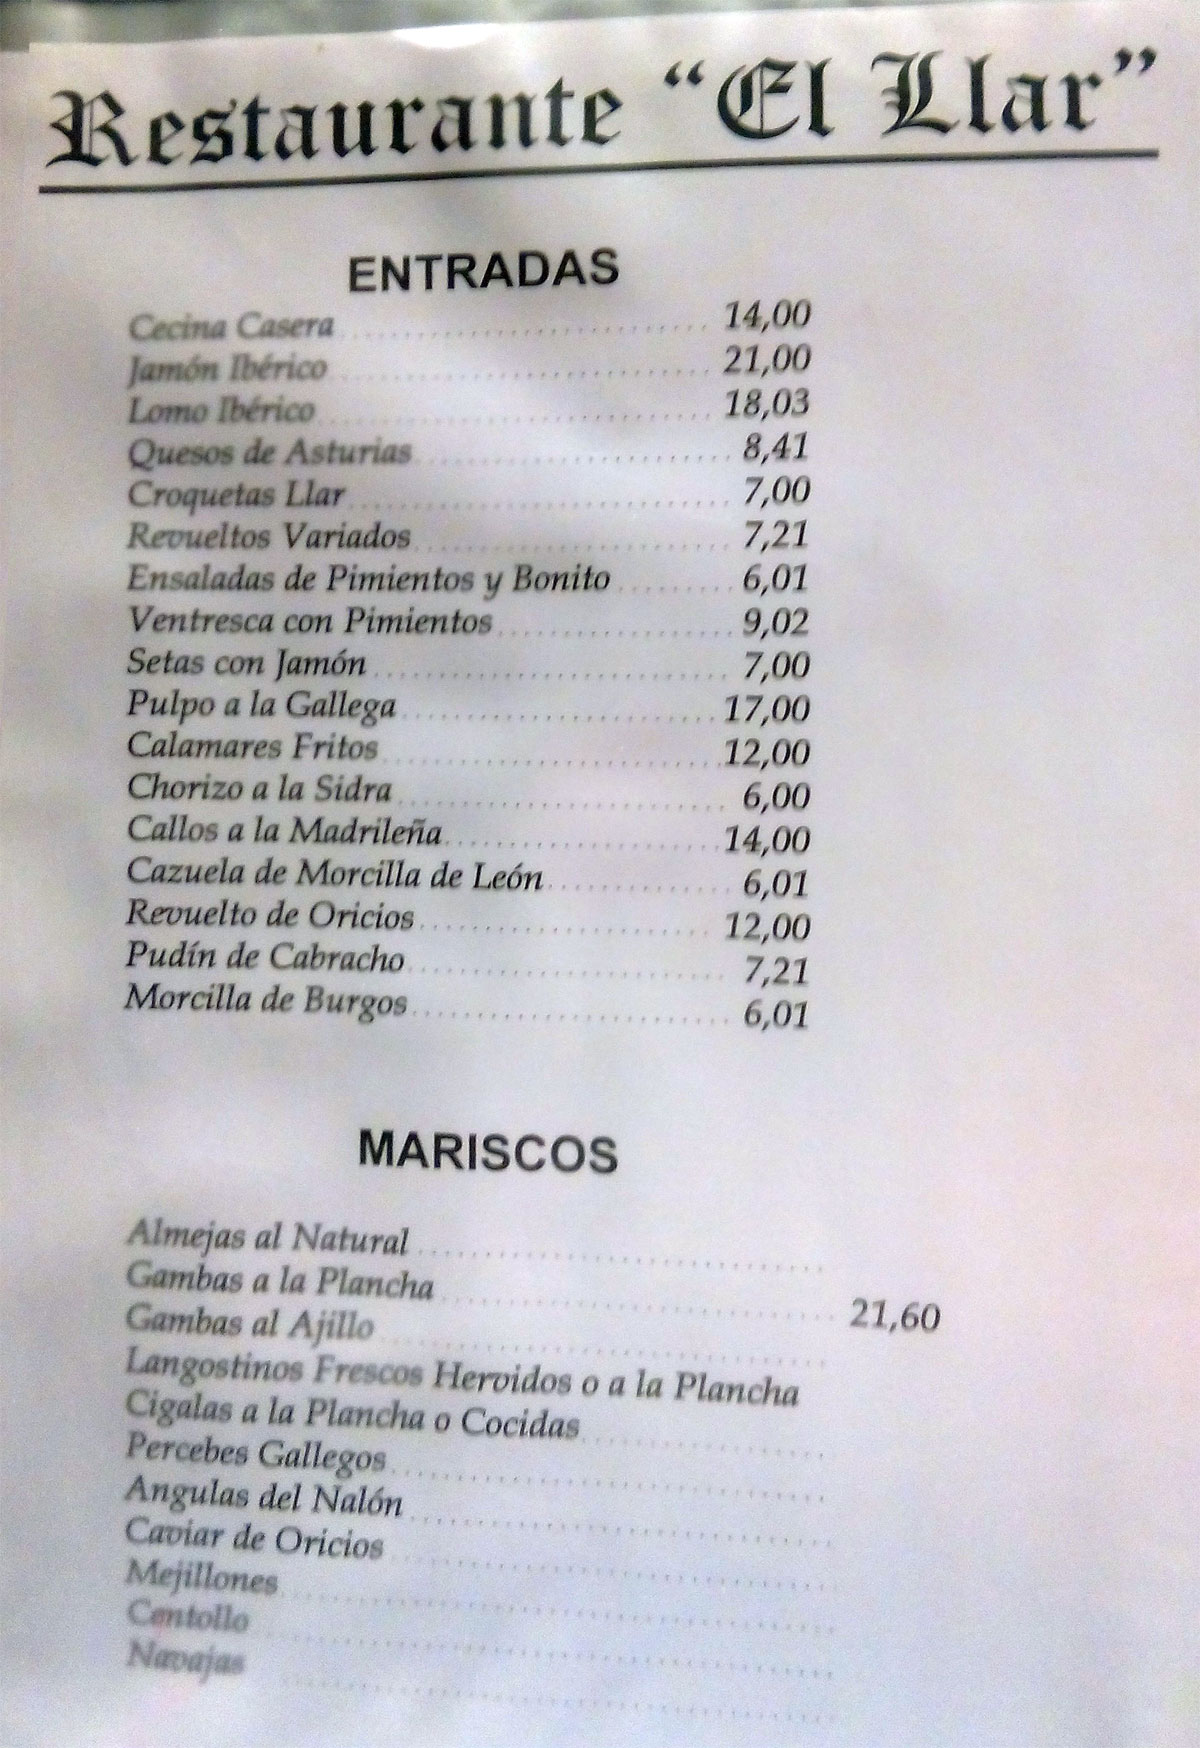 Restaurante “El Llar”
ENTRADAS
Cecina Casera 14,00
Jamón Ibérico 21,00
Lomo Ibérico 18,03
Quesos de Asturias 8,41
Croquetas Llar 7,00
Revueltos Variados 7,21
Ensaladas de Pimientos y Bonito 6,01
Ventresca con Pimientos 9,02
Setas con Jamón 7,00
Pulpo a la Gallega 17,00
Calamares Fritos 12,00
Chorizo a la Sidra 6,00
Callos a la Madrileña 14,00
Cazuela de Morcilla de León 6,01
Revuelto de Oricios 12,00
Pudín de Cabracho 7,21
Morcilla de Burgos 6,01
MARISCOS
Almejas al Natural
Gambas a la Plancha 21,60
Gambas al Ajillo
Langostinos Frescos Hervidos o a la Plancha
Cigalas a la Plancha o Cocidas
Percebes Gallegos
Angulas del Nalón
Caviar de Oricios
Mejillones
Centollo
Navajas